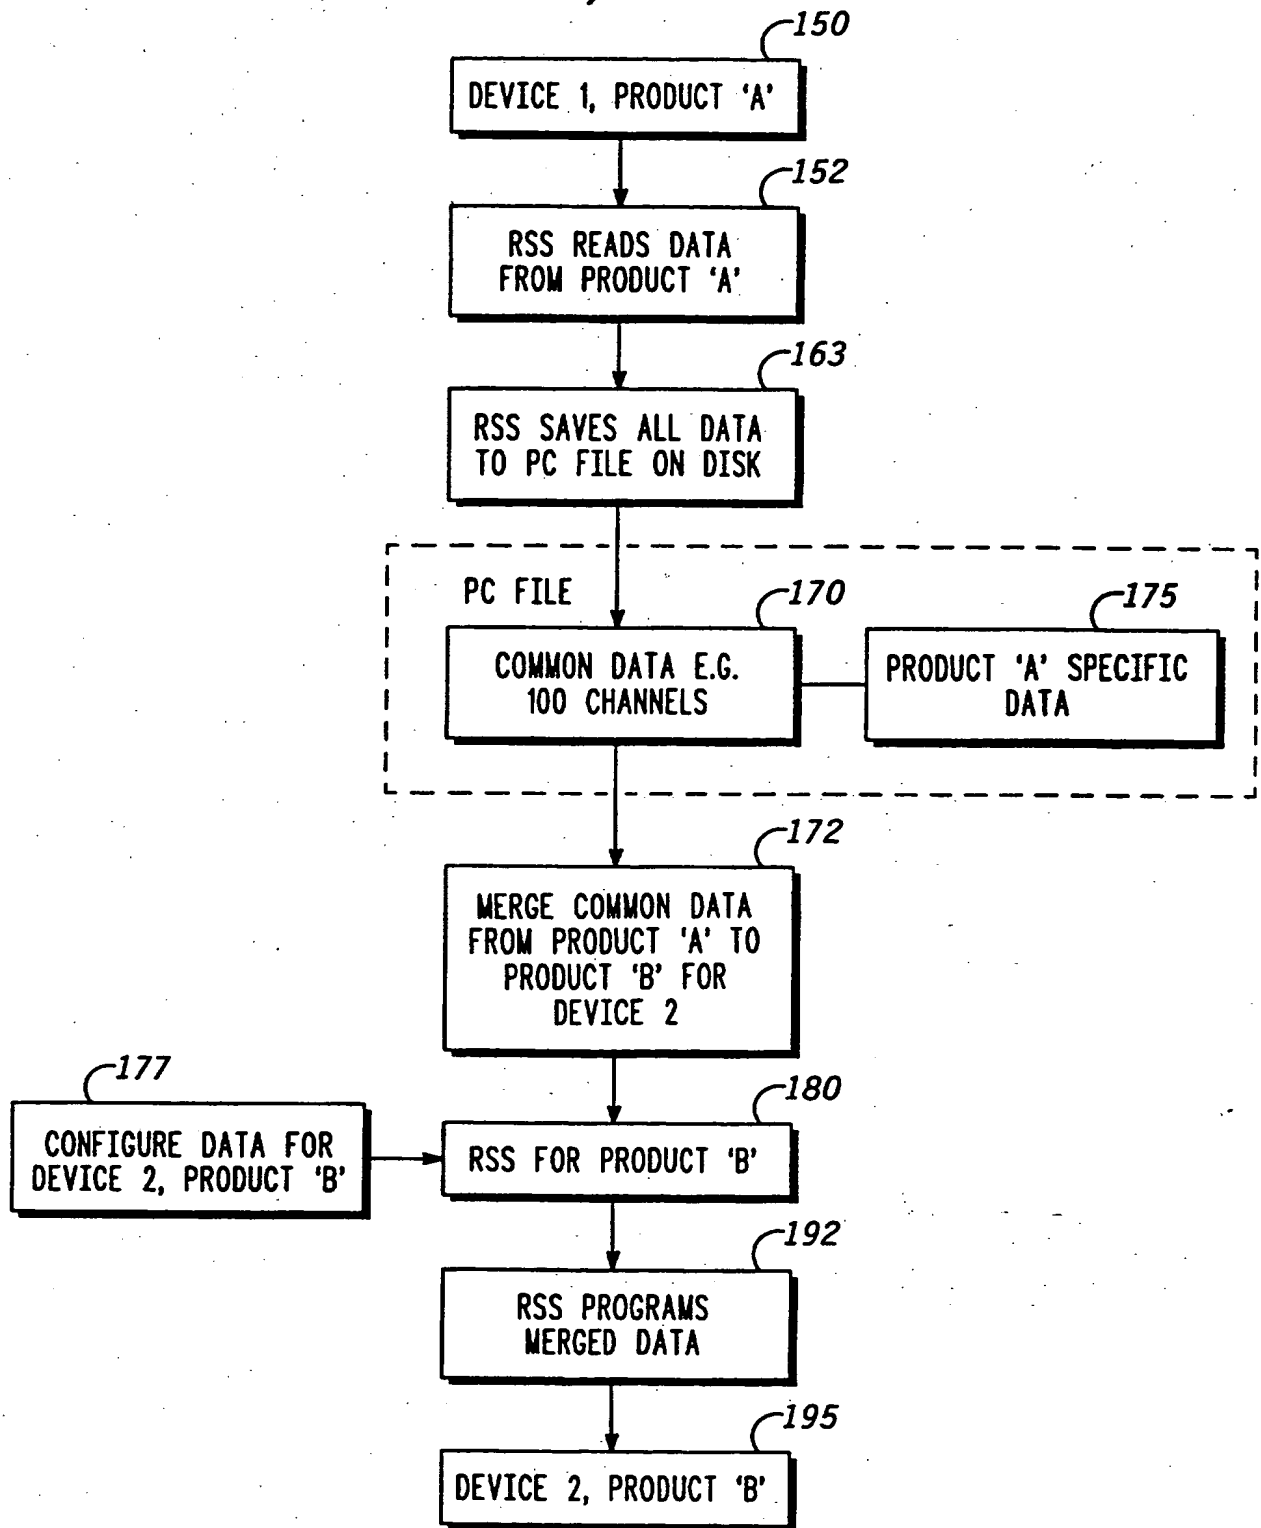 150
DEVICE 1, PRODUCT 'A'
152
RSS READS DATA
FROM PRODUCT 'A'
163
RSS SAVES ALL DATA
TO PC FILE ON DISK
PC FILE
170
175
COMMON DATA E.G.
100 CHANNELS
PRODUCT 'A' SPECIFIC
DATA
172
MERGE COMMON DATA
FROM PRODUCT 'A' TO
PRODUCT 'B' FOR
DEVICE 2
177
CONFIGURE DATA FOR
DEVICE 2, PRODUCT 'B'
180
RSS FOR PRODUCT 'B'
192
RSS PROGRAMS
MERGED DATA
195
DEVICE 2, PRODUCT 'B'